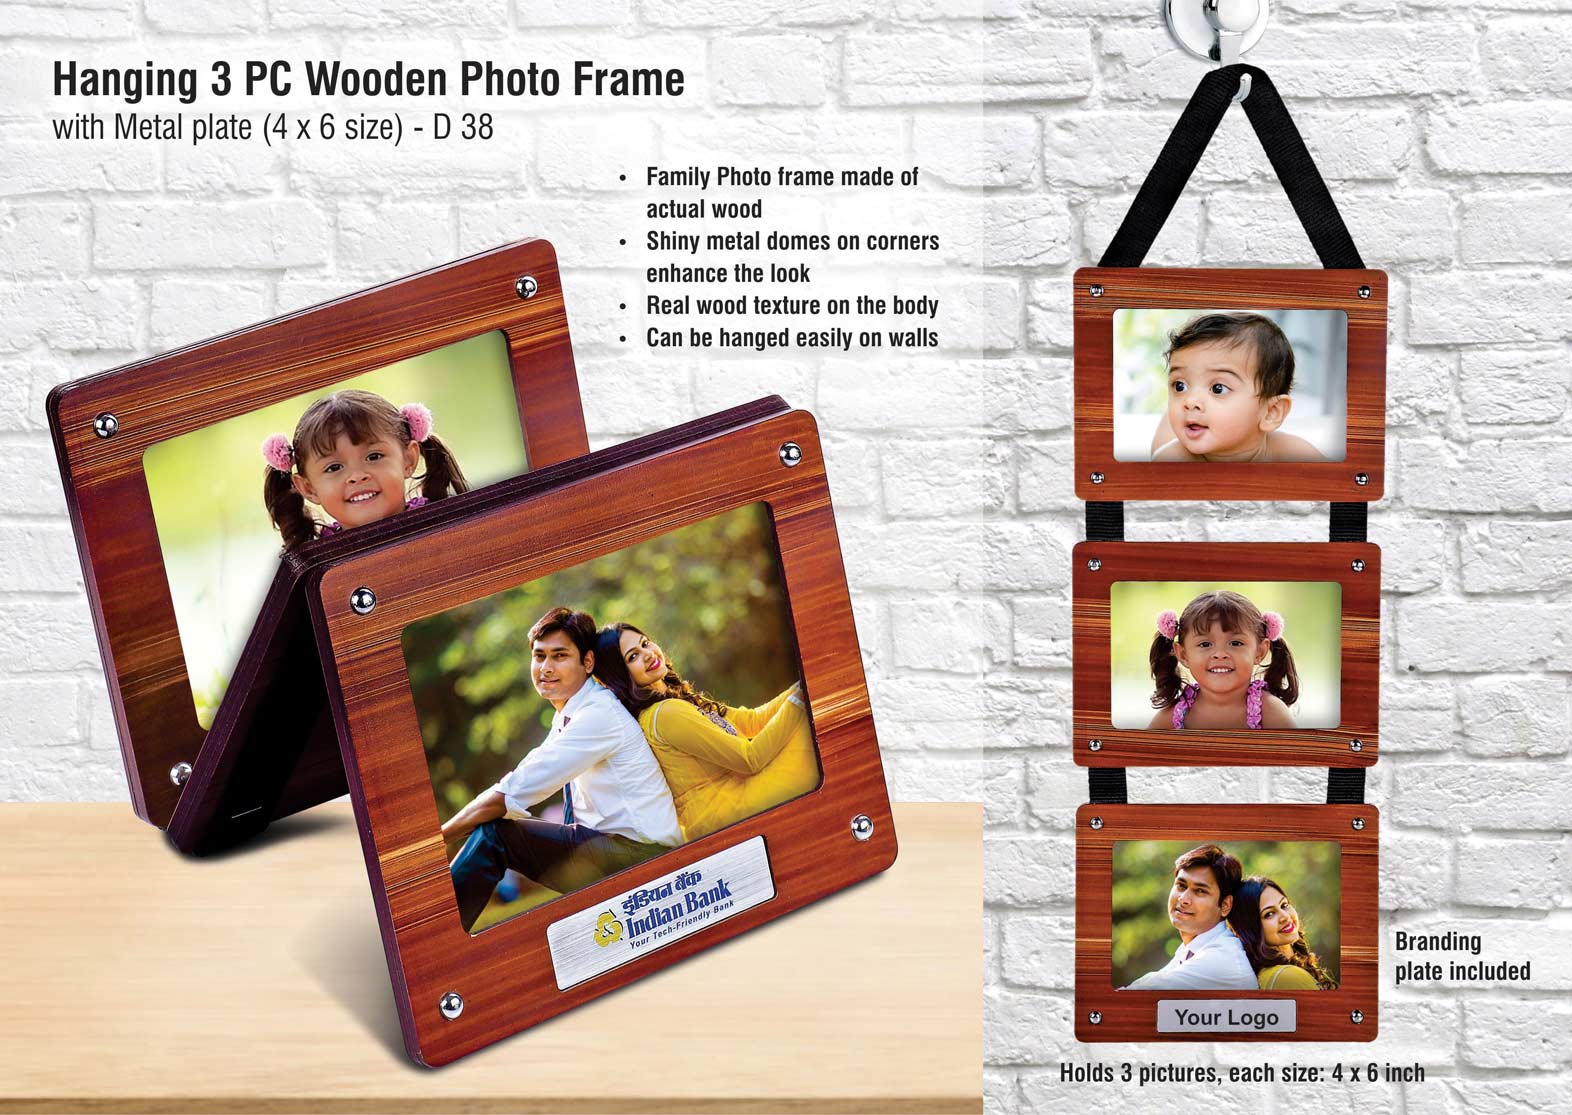 Hanging 3 PC Wooden Photo Frame
with Metal plate (4 x 6 size) - D 38
• Family Photo frame made of
actual wood
• Shiny metal domes on corners
enhance the look
• Real wood texture on the body
• Can be hanged easily on walls
इंडियन बैंक
Indian Bank
Your Tech-Friendly Bank
Branding
plate included
Your Logo
Holds 3 pictures, each size: 4 x 6 inch